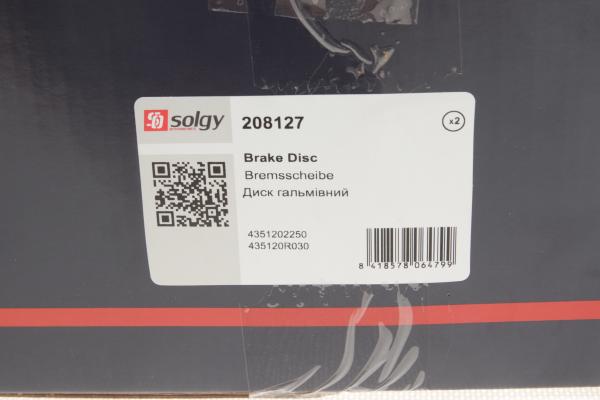 solgy
208127
x2
Brake Disc
Bremsscheibe
Диск гальмівний
4351202250
435120R030
8 418578 064799